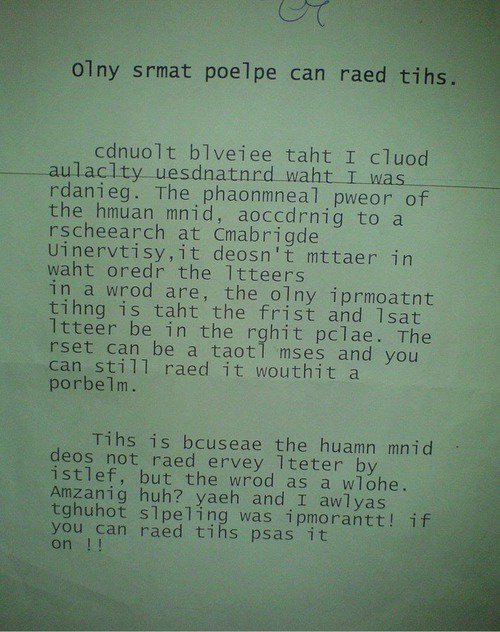 Olny srmat poelpe can raed tihs.
cdnuolt blveiee taht I cluod
aulaclty uesdnatnrd waht I was
rdanieg. The phaonmneal pweor of
the hmuan mnid, aoccdrnig to a
rscheearch at Cmabrigde
Uinervtisy,it deosn't mttaer in
waht oredr the ltteers
in a wrod are, the olny iprmoatnt
tihng is taht the frist and lsat
ltteer be in the rghit pclae. The
rset can be a taotl mses and you
can still raed it wouthit a
porbelm.
Tihs is bcuseae the huamn mnid
deos not raed ervey lteter by
istlef, but the wrod as a wlohe.
Amzanig huh? yaeh and I awlyas
tghuhot slpeling was ipmorantt! if
you can raed tihs psas it
on !!